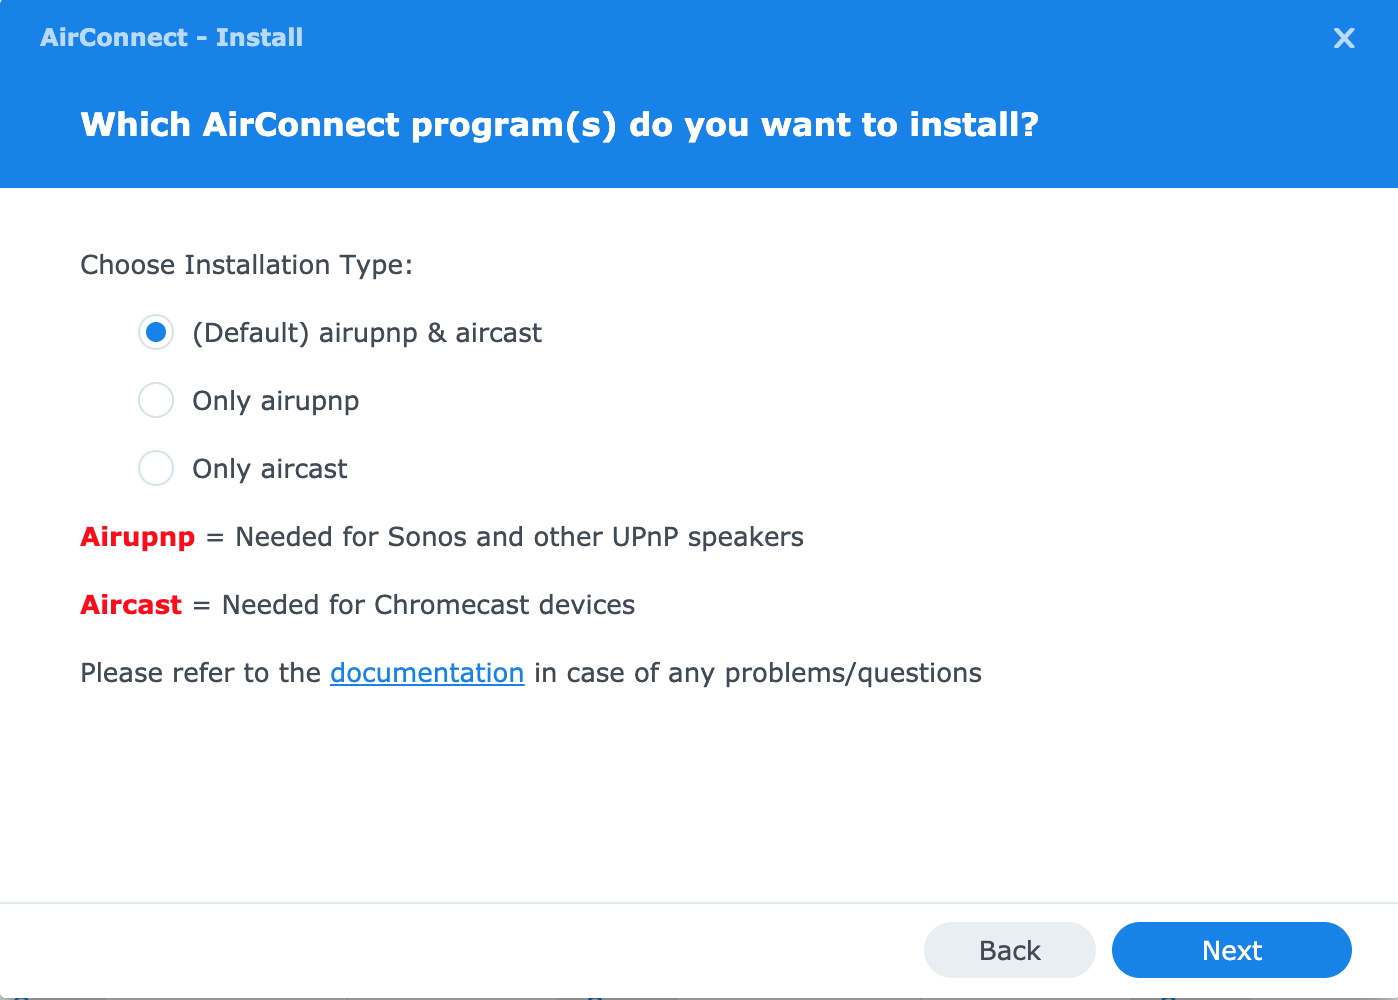 AirConnect - Install
Which AirConnect program(s) do you want to install?
Choose Installation Type:
(Default) airupnp & aircast
Only airupnp
Only aircast
Airupnp = Needed for Sonos and other UPnP speakers
Aircast = Needed for Chromecast devices
Please refer to the documentation in case of any problems/questions
Back
Next